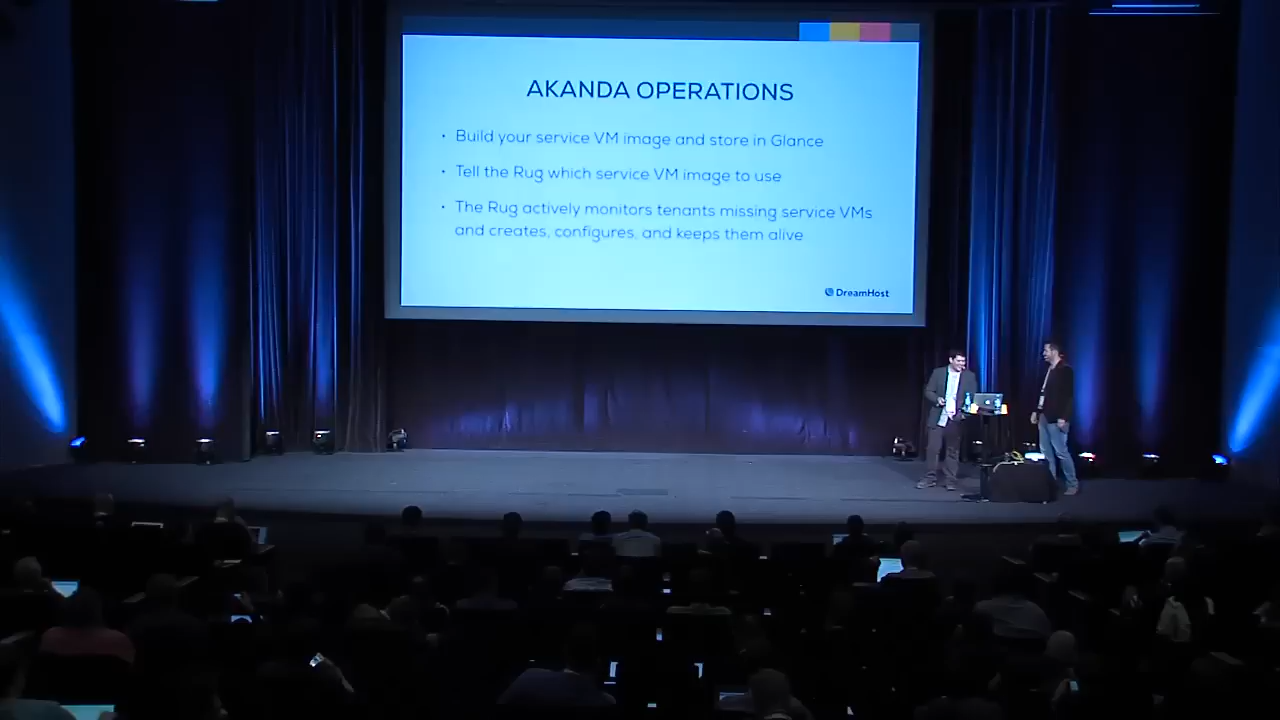 AKANDA OPERATIONS
• Build your service VM image and store in Glance
• Tell the Rug which service VM image to use
• The Rug actively monitors tenants missing service VMs
and creates, configures, and keeps them alive
DreamHost